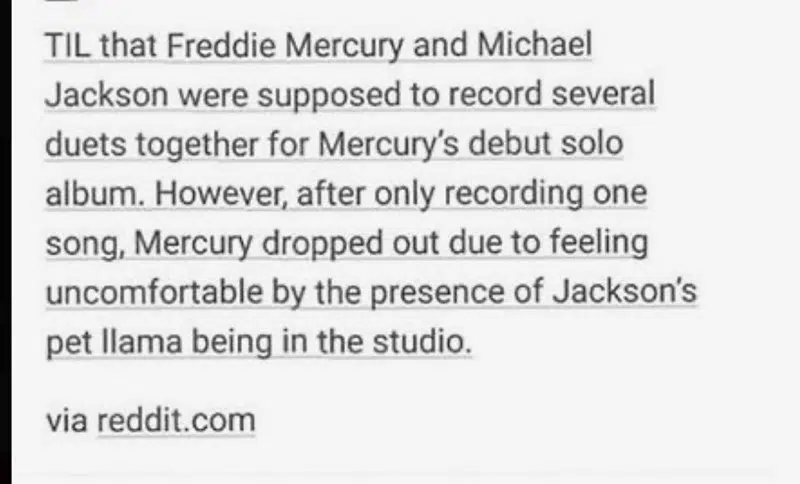 TIL that Freddie Mercury and Michael
Jackson were supposed to record several
duets together for Mercury's debut solo
album. However, after only recording one
song, Mercury dropped out due to feeling
uncomfortable by the presence of Jackson's
pet llama being in the studio.
via reddit.com